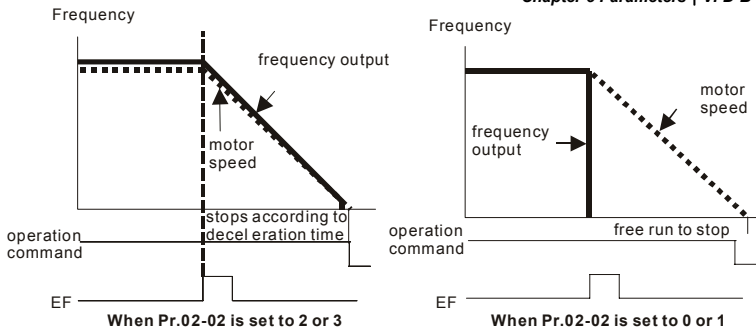 Chapter 3 Parameters | VFD-B
Frequency
frequency output
motor
speed
stops according to
decel eration time
operation
command
EF
When Pr.02-02 is set to 2 or 3
Frequency
motor
speed
frequency
output
operation
command
free run to stop
EF
When Pr.02-02 is set to 0 or 1